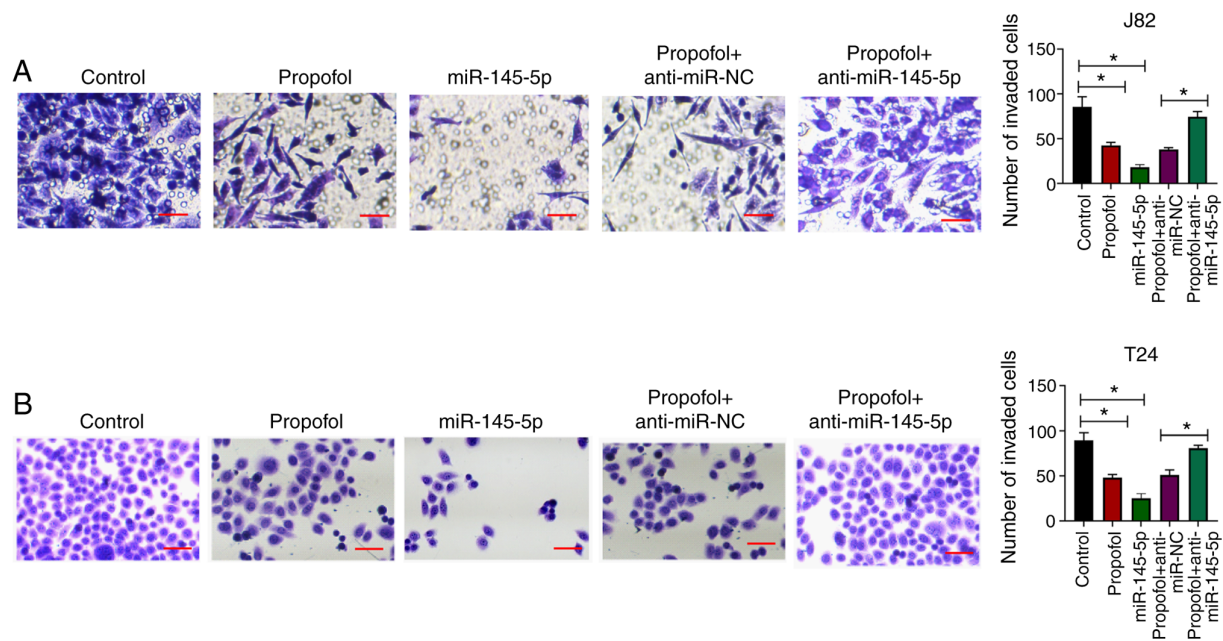 A
Control
Propofol
miR-145-5p
Propofol+
anti-miR-NC
Propofol+
anti-miR-145-5p
J82
Number of invaded cells
150
100
50
0
*
*
*
Control
Propofol
miR-145-5p
Propofol+anti-
miR-NC
Propofol+anti-
miR-145-5p
B
Control
Propofol
miR-145-5p
Propofol+
anti-miR-NC
Propofol+
anti-miR-145-5p
T24
Number of invaded cells
150
100
50
0
*
*
*
Control
Propofol
miR-145-5p
Propofol+anti-
miR-NC
Propofol+anti-
miR-145-5p